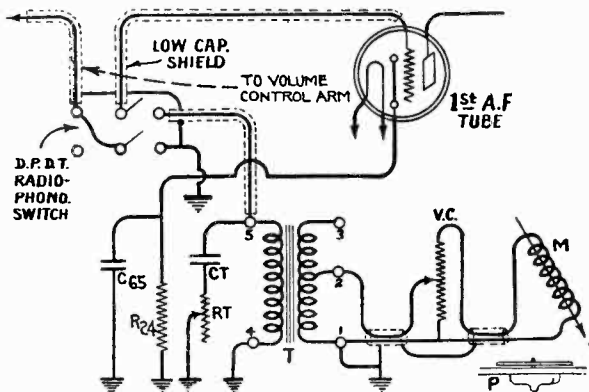 LOW CAP.
SHIELD
TO VOLUME
CONTROL ARM
1st A.F
TUBE
D.P.D.T.
RADIO-
PHONO.
SWITCH
5
3
V.C.
M
C65
CT
2
R24
RT
4
T
1
P